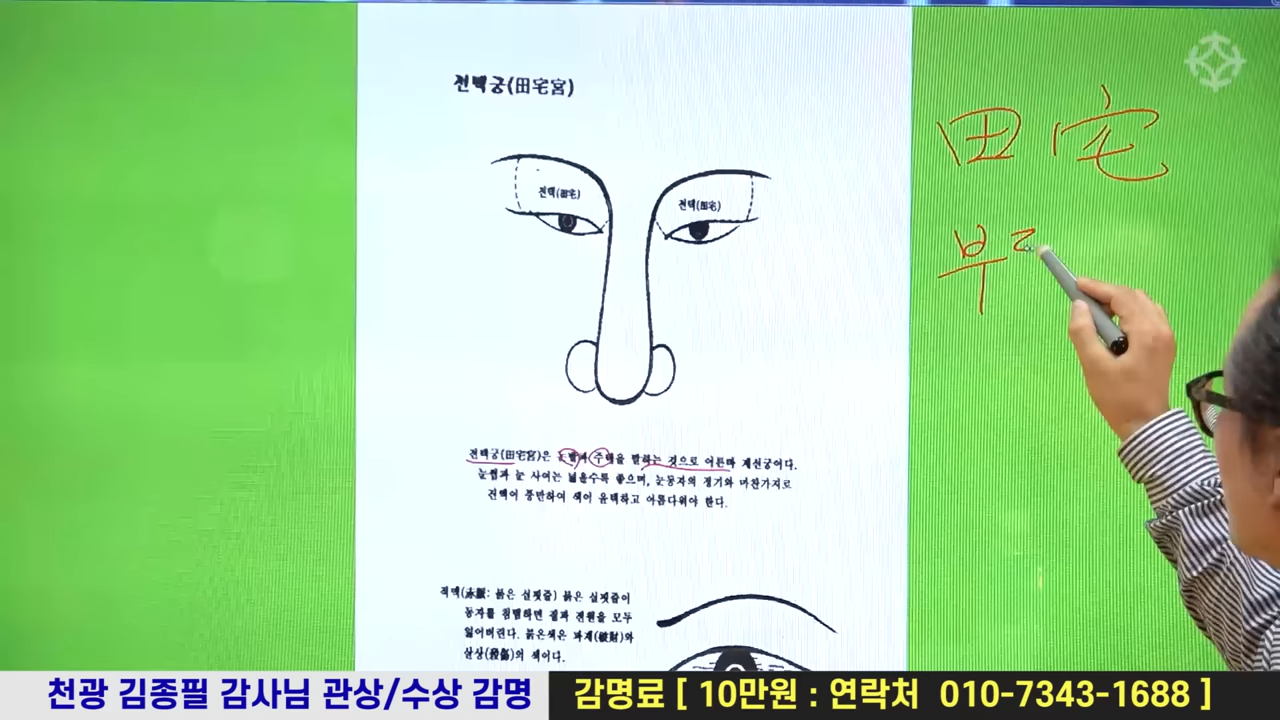 전택궁(田宅宮)
전택(田宅)
전택(田宅)
田宅
부
전택궁(田宅宮)은 논밭과 주택을 말하는 것으로 어른마 계신궁이다.
눈썹과 눈 사이는 넓을수록 좋으며, 눈동자의 정기와 마찬가지로
전택이 풍만하여 색이 윤택하고 아름다워야 한다.
적맥(赤脈: 붉은 실핏줄) 붉은 실핏줄이
동자를 침범하면 집과 전원을 모두
잃어버린다. 붉은색은 파재(破財)와
살상(殺傷)의 색이다.
천광 김종필 감사님 관상/수상 감명
감명료 [ 10만원 : 연락처 010-7343-1688 ]